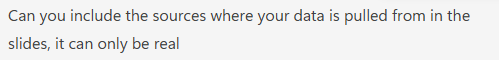 Can you include the sources where your data is pulled from in the
slides, it can only be real